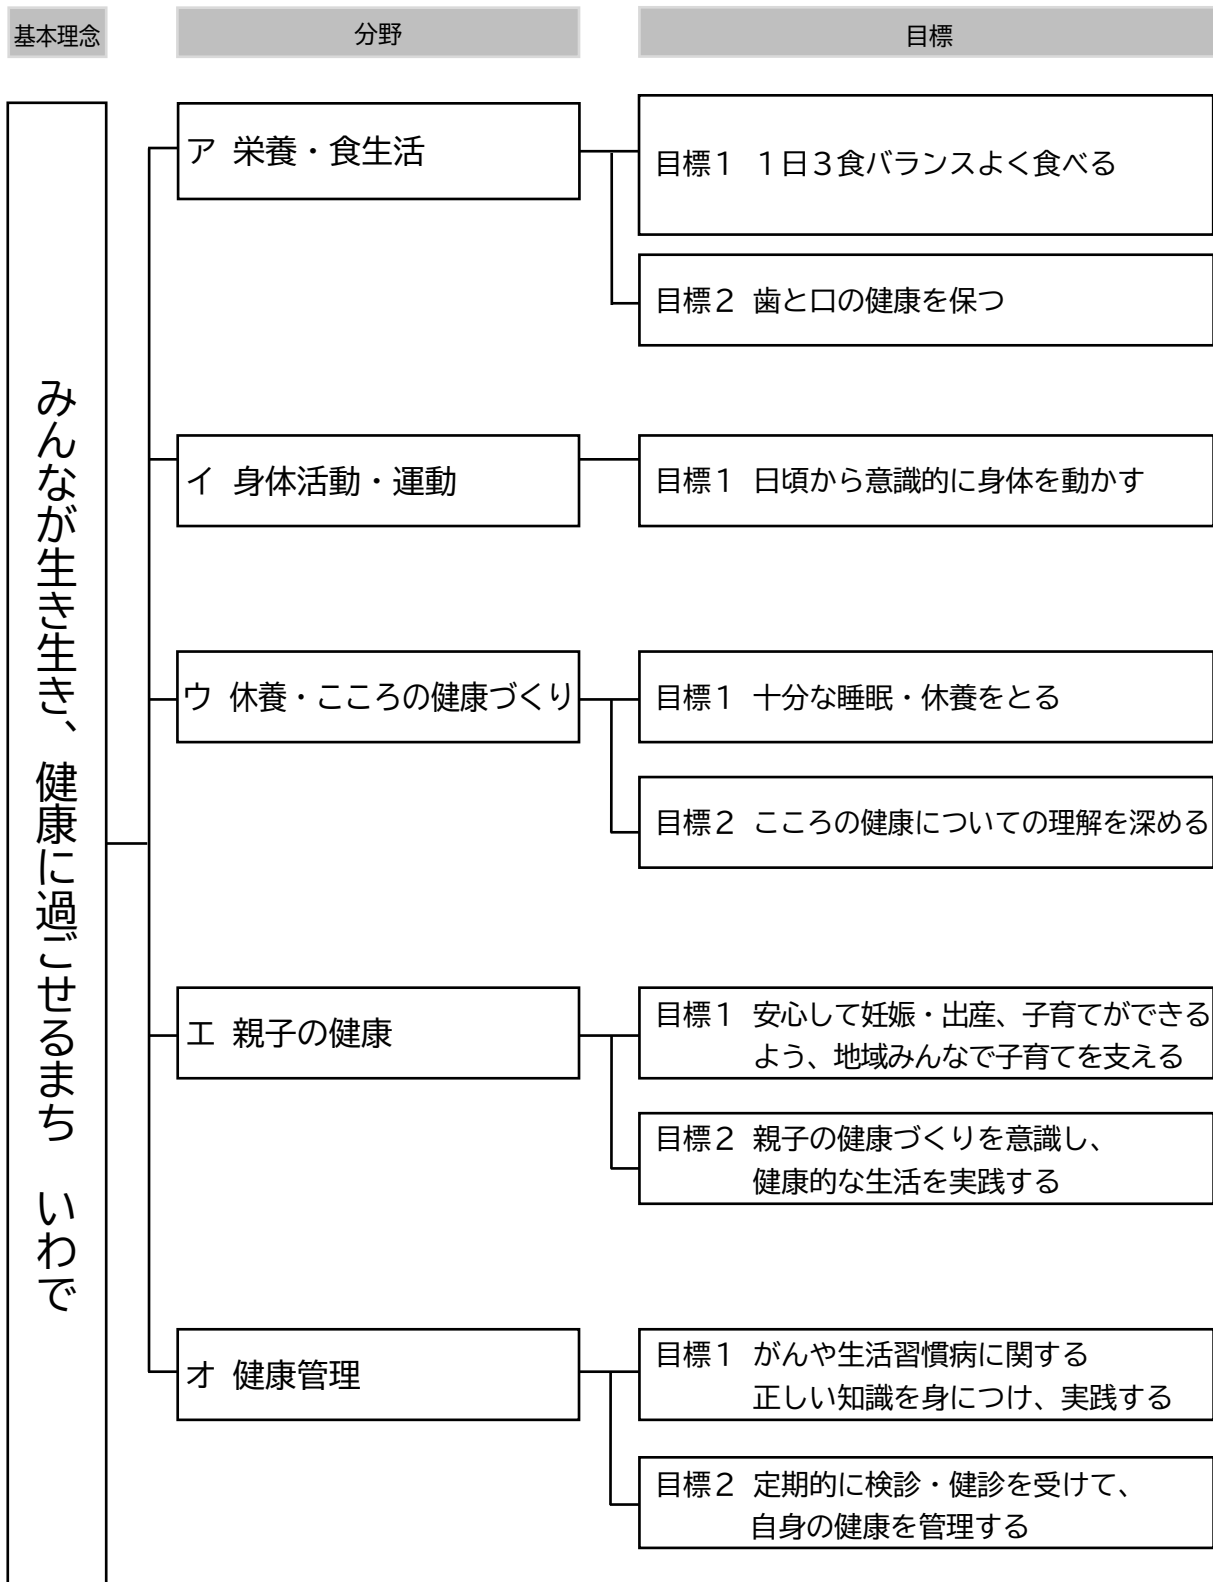 基本理念
分野
目標
みんなが生き生き、健康に過ごせるまち　いわで
ア 栄養・食生活
目標１ １日３食バランスよく食べる
目標２ 歯と口の健康を保つ
イ 身体活動・運動
目標１ 日頃から意識的に身体を動かす
ウ 休養・こころの健康づくり
目標１ 十分な睡眠・休養をとる
目標２ こころの健康についての理解を深める
エ 親子の健康
目標１ 安心して妊娠・出産、子育てができる
よう、地域みんなで子育てを支える
目標２ 親子の健康づくりを意識し、
健康的な生活を実践する
オ 健康管理
目標１ がんや生活習慣病に関する
正しい知識を身につけ、実践する
目標２ 定期的に検診・健診を受けて、
自身の健康を管理する